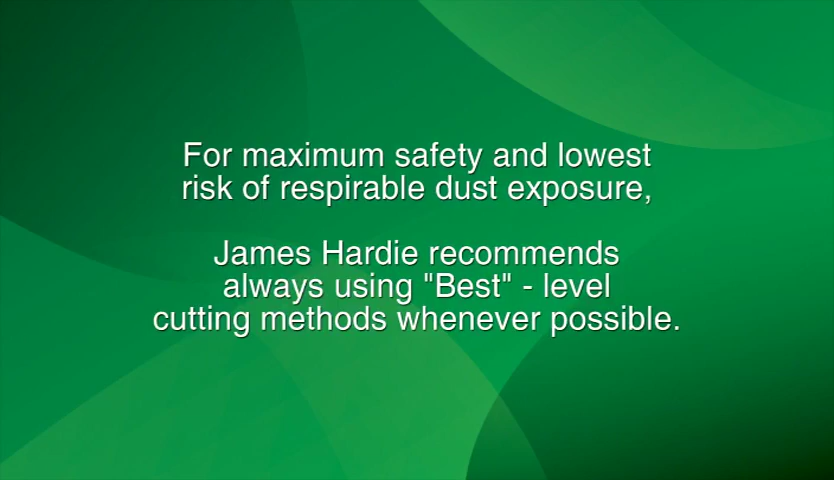 For maximum safety and lowest
risk of respirable dust exposure,
James Hardie recommends
always using "Best" - level
cutting methods whenever possible.